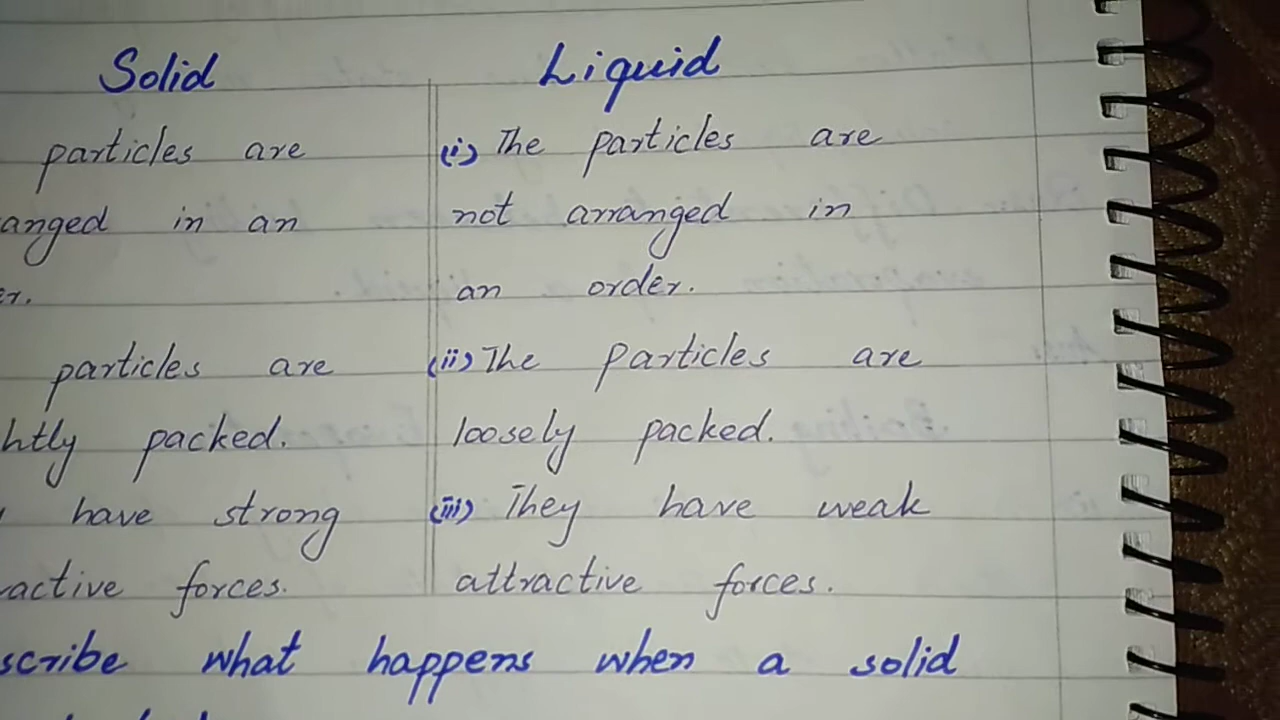 Solid Liquid
particles are (i) The particles are
anged in an not arranged in
er. an order.
particles are (ii) The particles are
htly packed. loosely packed.
have strong (iii) They have weak
active forces. attractive forces.
scribe what happens when a solid